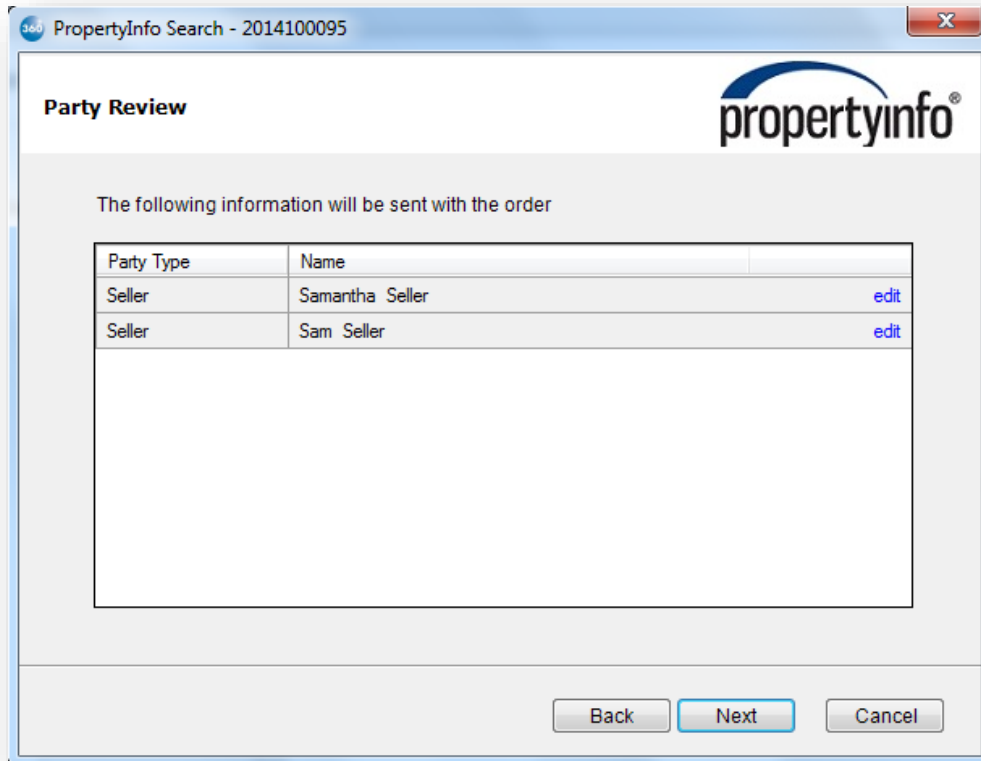 360 PropertyInfo Search - 2014100095
Party Review
propertyinfo®
The following information will be sent with the order
Party Type Name
Seller Samantha Seller edit
Seller Sam Seller edit
Back Next Cancel